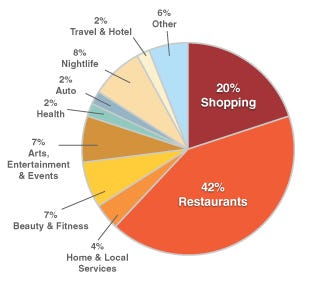 6%
Other
2%
Travel & Hotel
8%
Nightlife
2%
Auto
2%
Health
7%
Arts,
Entertainment
& Events
7%
Beauty & Fitness
4%
Home & Local
Services
20%
Shopping
42%
Restaurants